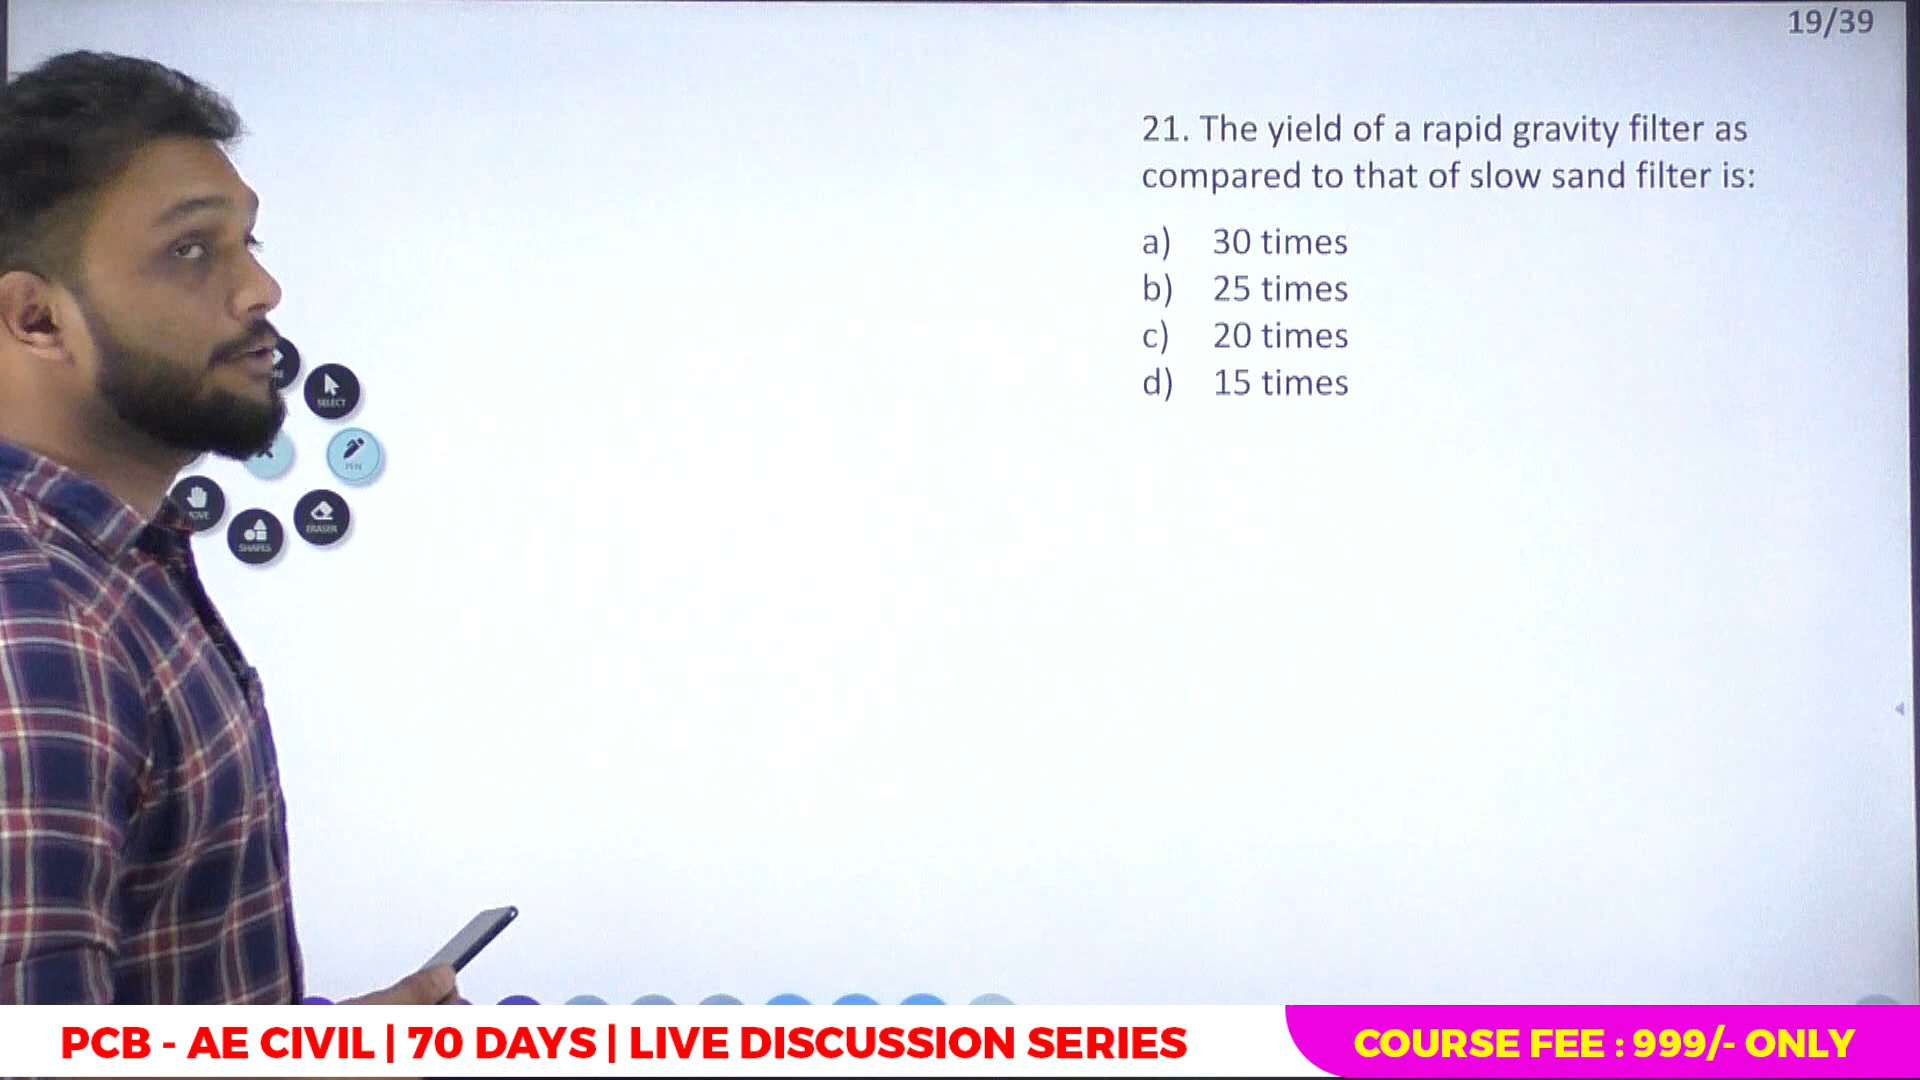 19/39
21. The yield of a rapid gravity filter as
compared to that of slow sand filter is:
a) 30 times
b) 25 times
c) 20 times
d) 15 times
SELECT
PEN
ERASER
SHAPES
PCB - AE CIVIL | 70 DAYS | LIVE DISCUSSION SERIES
COURSE FEE : 999/- ONLY